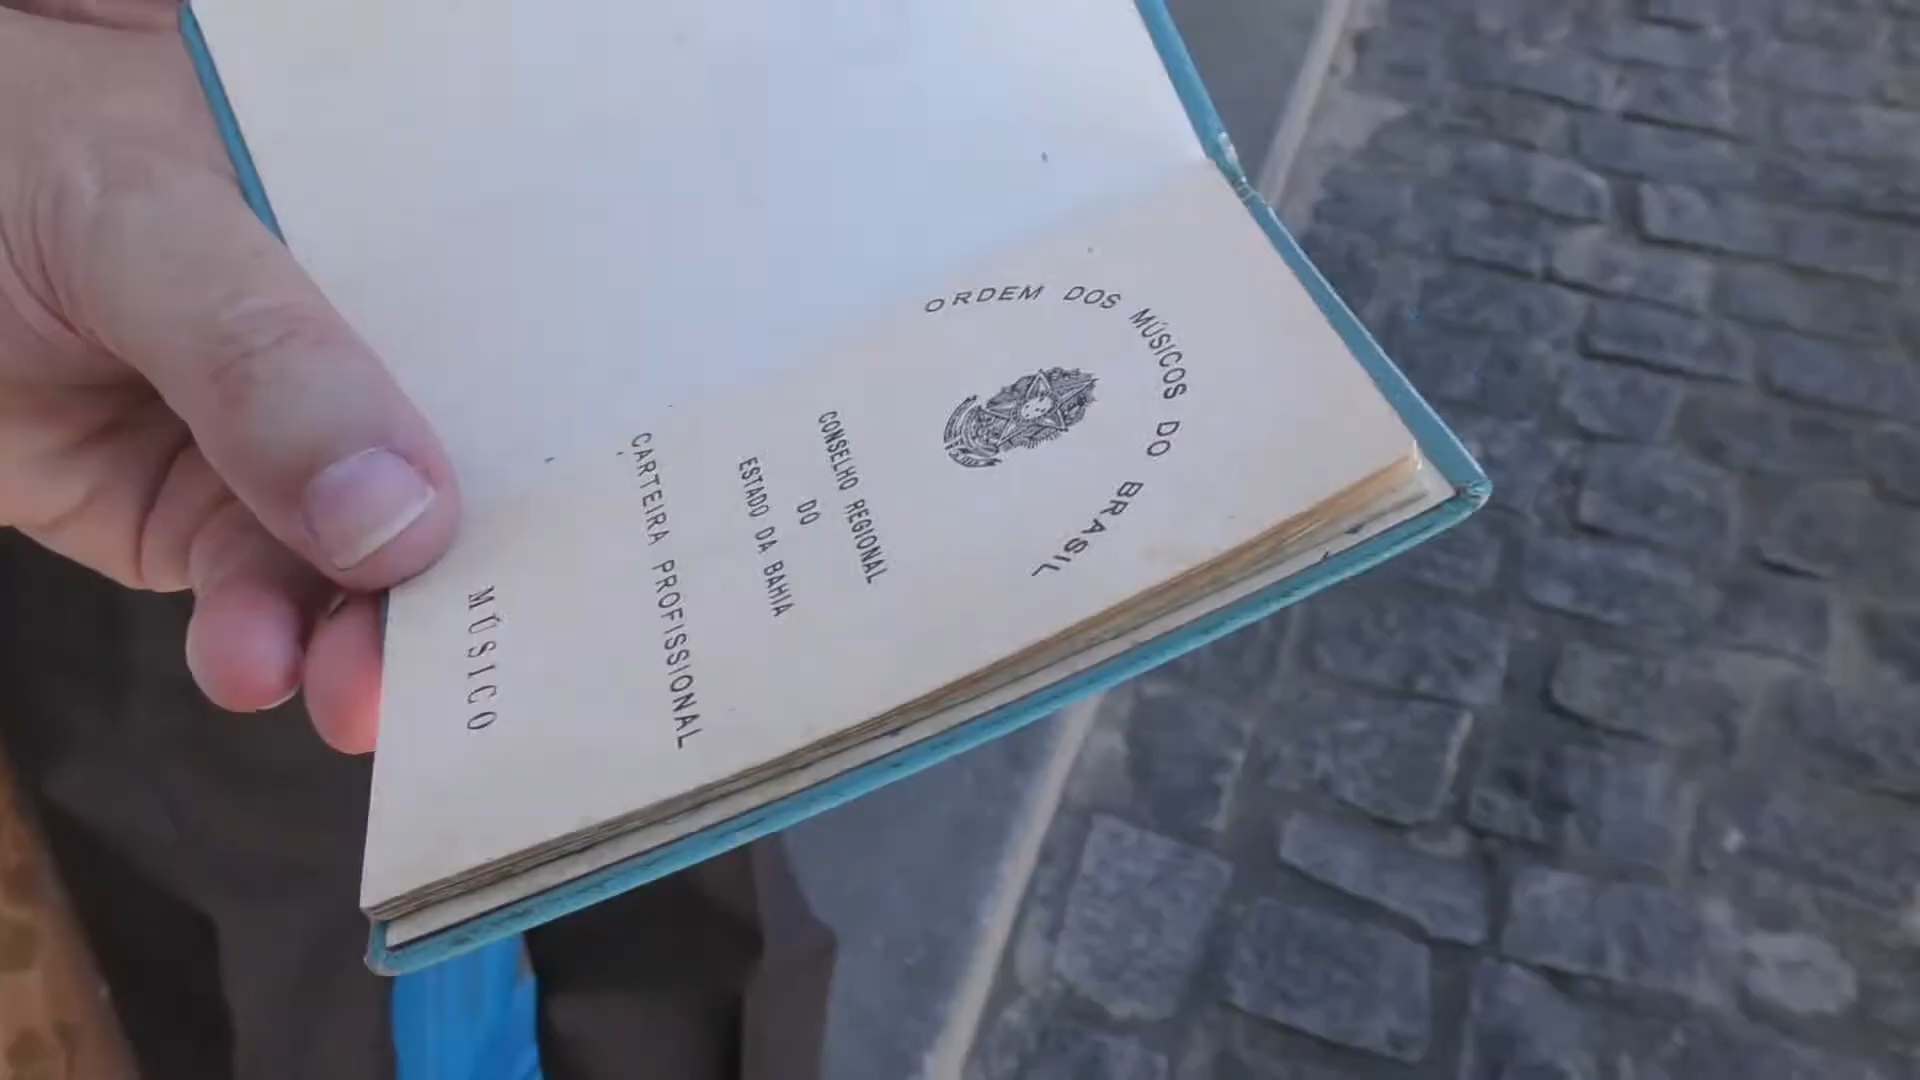 ORDEM DOS MÚSICOS DO BRASIL
CONSELHO REGIONAL
DO
ESTADO DA BAHIA
CARTEIRA PROFISSIONAL
MÚSICO